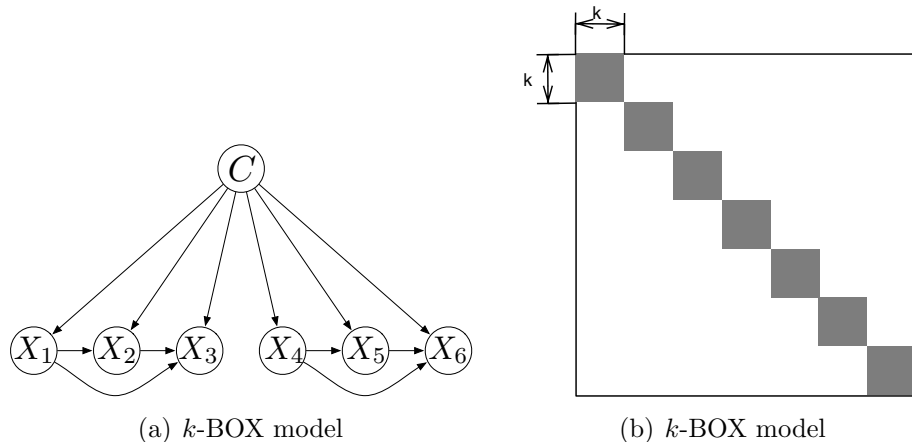 k
k
C
X₁ X₂ X₃ X₄ X₅ X₆
(a) k-BOX model
(b) k-BOX model